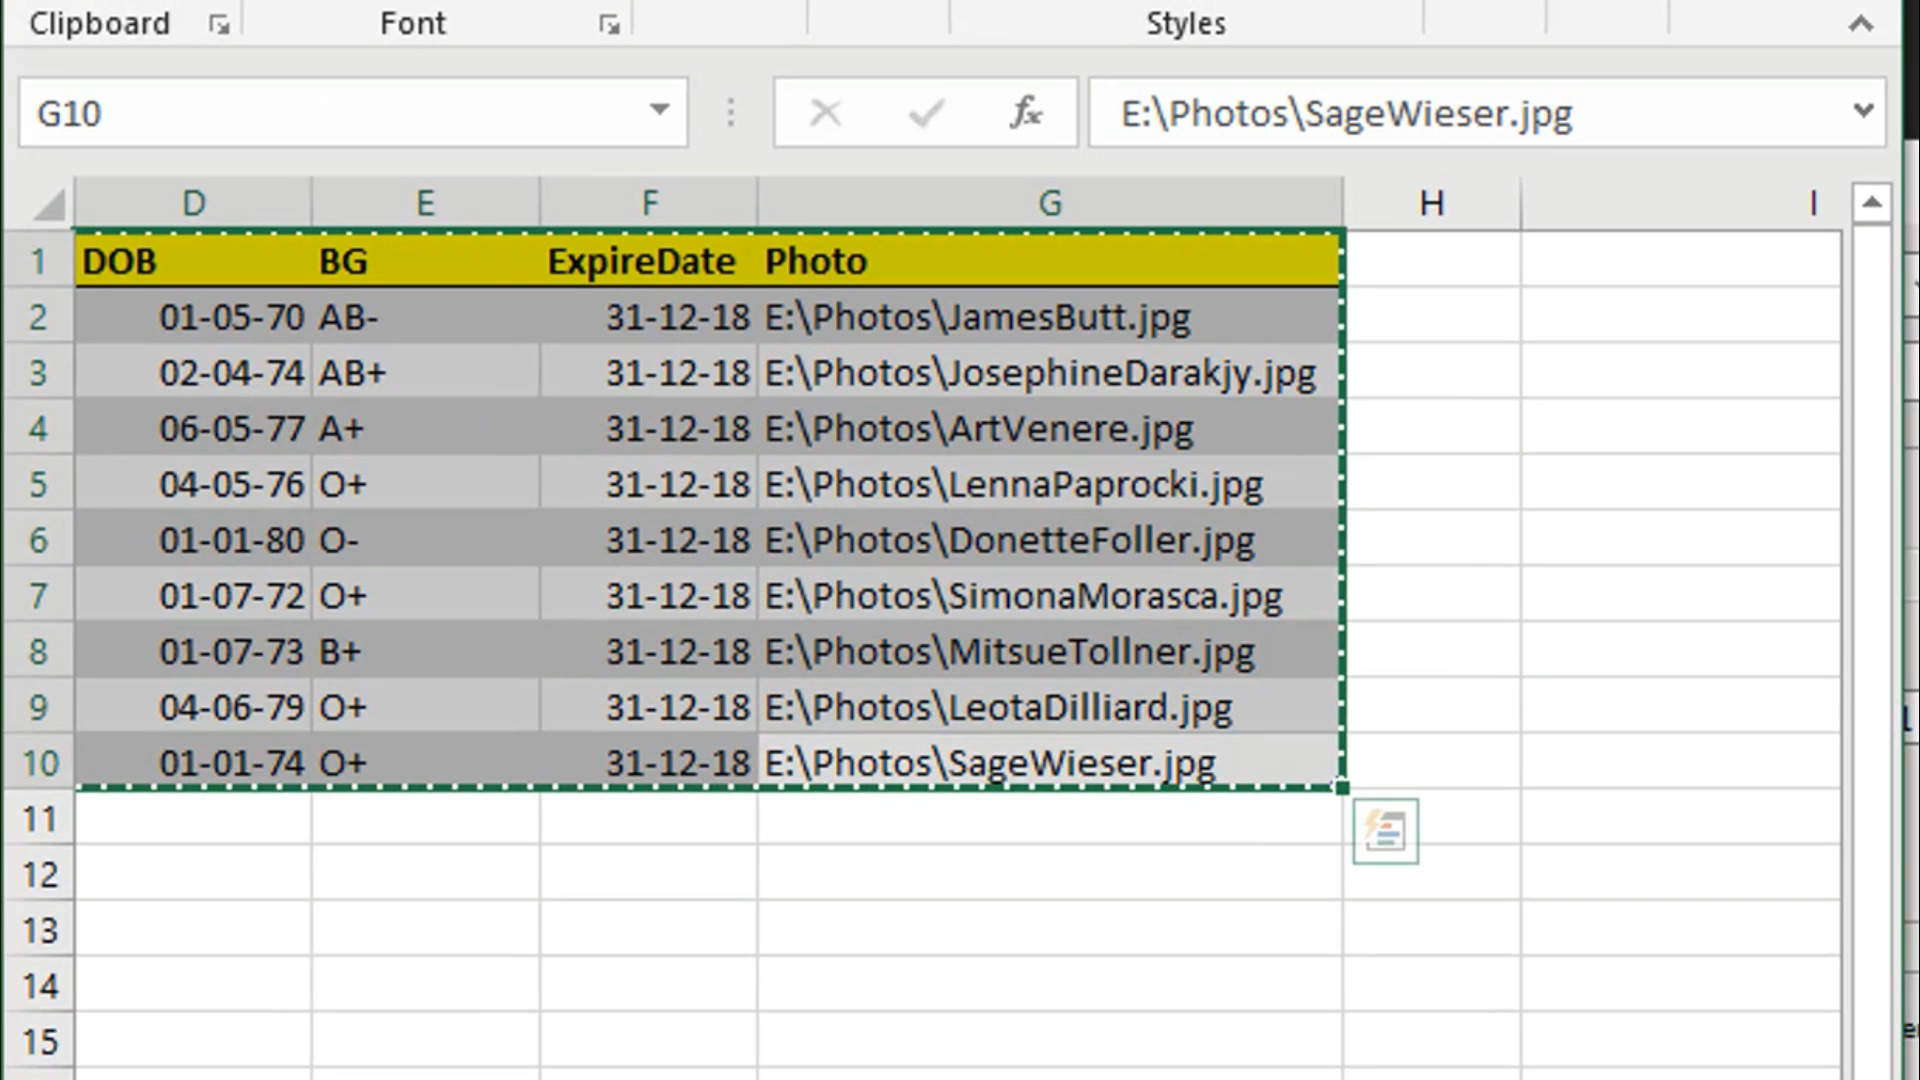 Clipboard Font Styles
G10 fx E:\Photos\SageWieser.jpg
D E F G H I
1 DOB BG ExpireDate Photo
2 01-05-70 AB- 31-12-18 E:\Photos\JamesButt.jpg
3 02-04-74 AB+ 31-12-18 E:\Photos\JosephineDarakjy.jpg
4 06-05-77 A+ 31-12-18 E:\Photos\ArtVenere.jpg
5 04-05-76 O+ 31-12-18 E:\Photos\LennaPaprocki.jpg
6 01-01-80 O- 31-12-18 E:\Photos\DonetteFoller.jpg
7 01-07-72 O+ 31-12-18 E:\Photos\SimonaMorasca.jpg
8 01-07-73 B+ 31-12-18 E:\Photos\MitsueTollner.jpg
9 04-06-79 O+ 31-12-18 E:\Photos\LeotaDilliard.jpg
10 01-01-74 O+ 31-12-18 E:\Photos\SageWieser.jpg
11
12
13
14
15